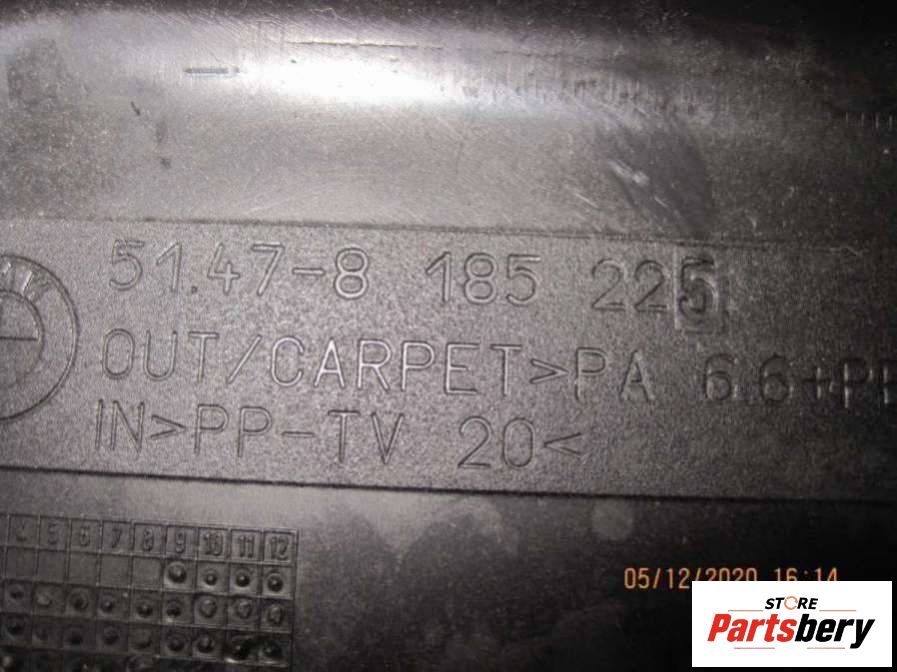 51.47-8 185 225
OUT/CARPET>PA 6.6+PE
IN>PP-TV 20<
4 5 6 7 8 9 10 11 12
05/12/2020 16:14
STORE
Partsbery